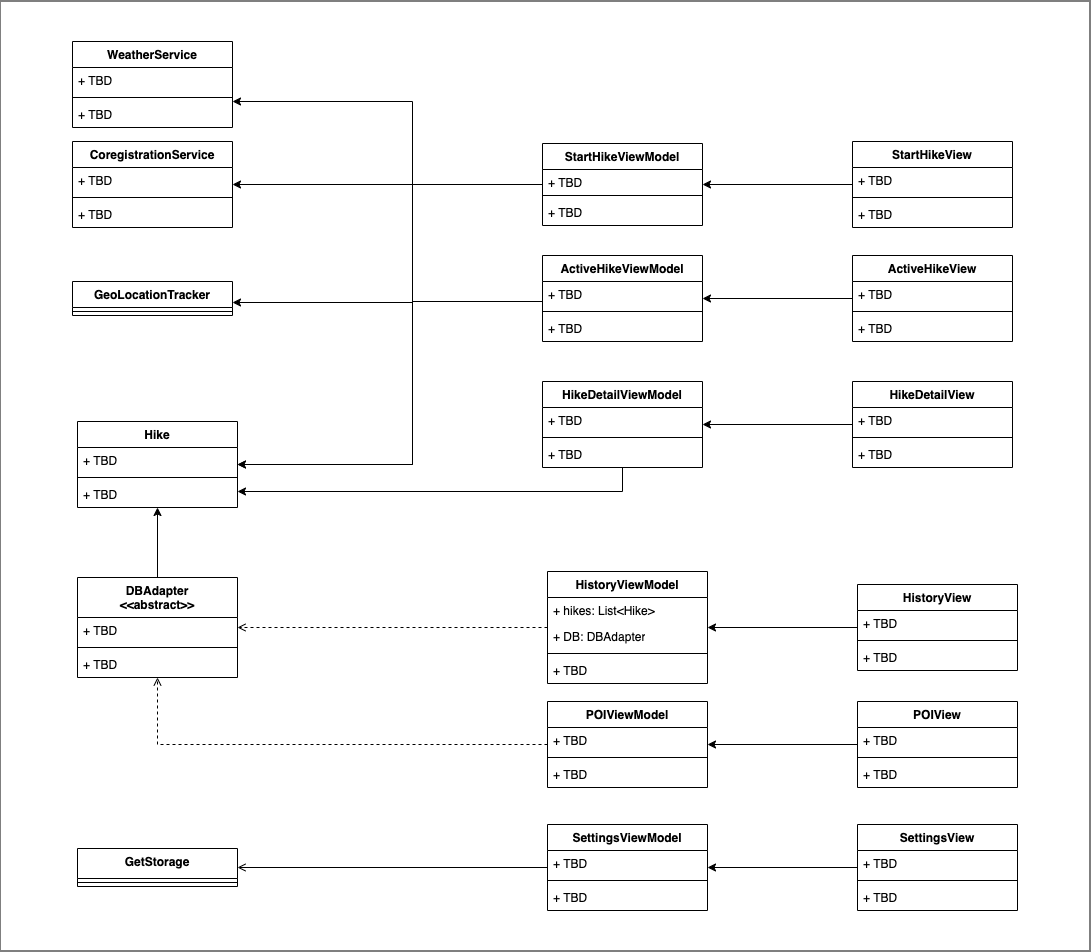 WeatherService
+ TBD
+ TBD
CoregistrationService
+ TBD
+ TBD
StartHikeViewModel
+ TBD
+ TBD
StartHikeView
+ TBD
+ TBD
GeoLocationTracker
ActiveHikeViewModel
+ TBD
+ TBD
ActiveHikeView
+ TBD
+ TBD
HikeDetailViewModel
+ TBD
+ TBD
HikeDetailView
+ TBD
+ TBD
Hike
+ TBD
+ TBD
DBAdapter
<<abstract>>
+ TBD
+ TBD
HistoryViewModel
+ hikes: List<Hike>
+ DB: DBAdapter
+ TBD
HistoryView
+ TBD
+ TBD
POIViewModel
+ TBD
+ TBD
POIView
+ TBD
+ TBD
GetStorage
SettingsViewModel
+ TBD
+ TBD
SettingsView
+ TBD
+ TBD